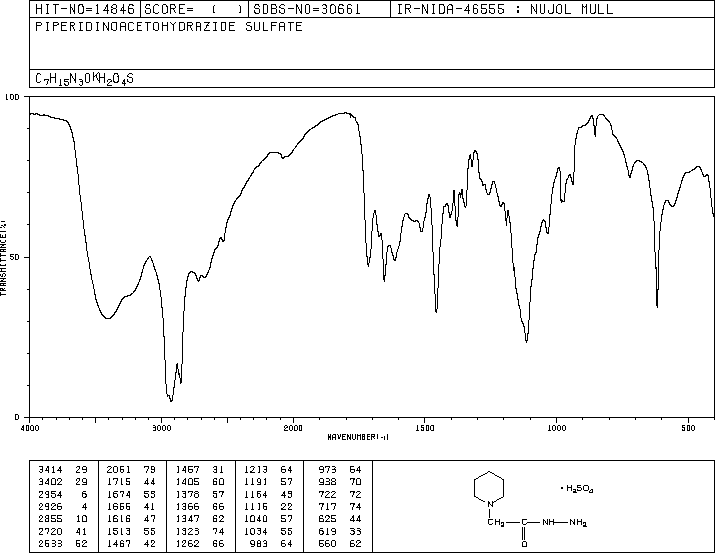 HIT-NO=14846 SCORE= ( ) SDBS-NO=30661 IR-NIDA-46555 : NUJOL MULL
PIPERIDINOACETOHYDRAZIDE SULFATE
C7H15N3OKH2O4S
100
50
0
TRANSMITTANCE(%)
4000 3000 2000 1500 1000 500
WAVENUMBER(-1)
3414 29 2061 79 1457 31 1213 64 973 64
3402 29 1715 44 1405 60 1191 57 938 70
2954 6 1674 55 1378 57 1164 49 722 72
2926 4 1656 41 1366 66 1116 22 717 74
2855 10 1616 47 1347 62 1040 57 625 44
2720 41 1513 55 1323 74 1034 55 619 33
2533 52 1467 42 1262 66 983 64 560 62
N
• H2SO4
CH2 C NH NH2
O